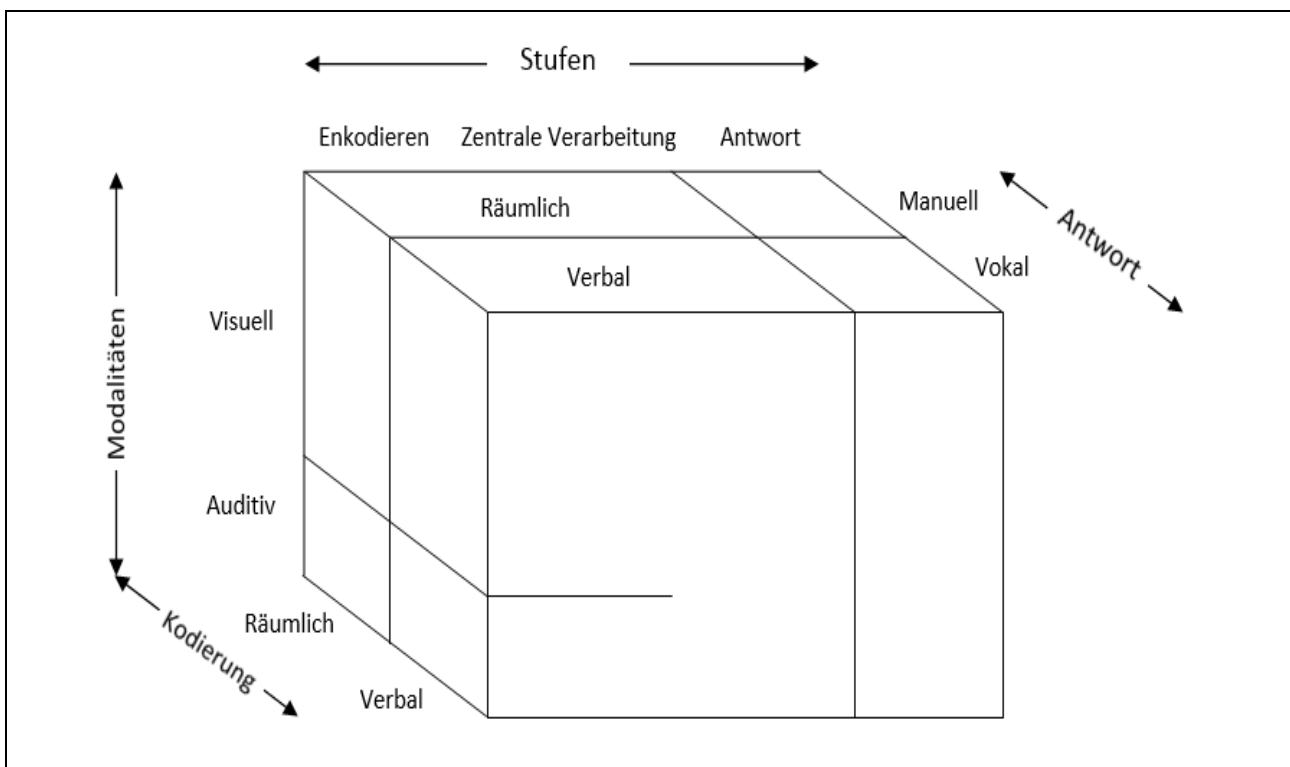 Stufen
Enkodieren Zentrale Verarbeitung Antwort
Räumlich
Manuell
Antwort
Verbal
Vokal
Visuell
Modalitäten
Auditiv
Räumlich
Kodierung
Verbal